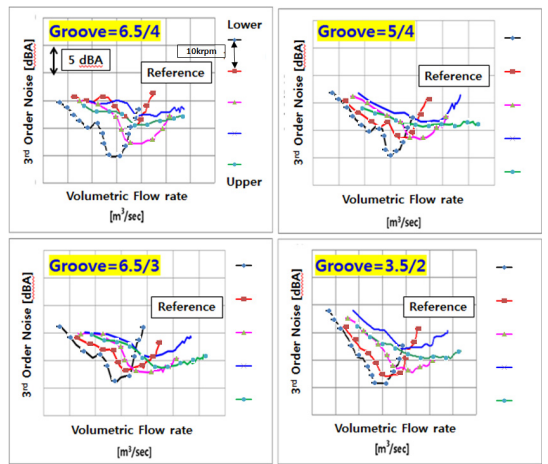 Groove=6.5/4
Lower
5 dBA
10krpm
Reference
3rd Order Noise [dBA]
Upper
Volumetric Flow rate
[m³/sec]
Groove=5/4
Reference
3rd Order Noise [dBA]
Volumetric Flow rate
[m³/sec]
Groove=6.5/3
Reference
3rd Order Noise [dBA]
Volumetric Flow rate
[m³/sec]
Groove=3.5/2
Reference
3rd Order Noise [dBA]
Volumetric Flow rate
[m³/sec]